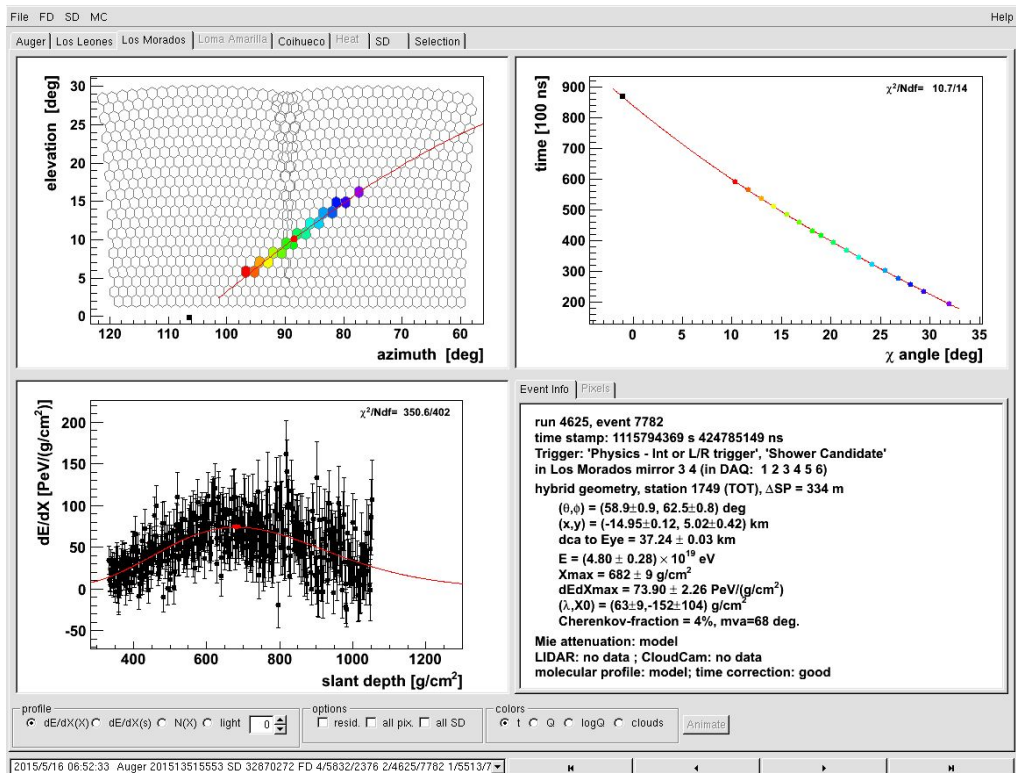 File FD SD MC Help
Auger Los Leones Los Morados Loma Amarilla Coihueco Heat SD Selection
elevation [deg]
30
25
20
15
10
5
0
120 110 100 90 80 70 60
azimuth [deg]
time [100 ns]
χ²/Ndf= 10.7/14
900
800
700
600
500
400
300
200
0 5 10 15 20 25 30 35
χ angle [deg]
dE/dX [PeV/(g/cm²)]
χ²/Ndf= 350.6/402
200
150
100
50
0
-50
400 600 800 1000 1200
slant depth [g/cm²]
Event Info Pixels
run 4625, event 7782
time stamp: 1115794369 s 424785149 ns
Trigger: 'Physics - Int or L/R trigger', 'Shower Candidate'
in Los Morados mirror 3 4 (in DAQ: 1 2 3 4 5 6)
hybrid geometry, station 1749 (TOT), ΔSP = 334 m
(θ,ϕ) = (58.9±0.9, 62.5±0.8) deg
(x,y) = (-14.95±0.12, 5.02±0.42) km
dca to Eye = 37.24 ± 0.03 km
E = (4.80 ± 0.28) × 10¹⁹ eV
Xmax = 682 ± 9 g/cm²
dEdXmax = 73.90 ± 2.26 PeV/(g/cm²)
(λ,X0) = (63±9,-152±104) g/cm²
Cherenkov-fraction = 4%, mva=68 deg.
Mie attenuation: model
LIDAR: no data ; CloudCam: no data
molecular profile: model; time correction: good
profile
dE/dX(X) dE/dX(s) N(X) light 0
options
resid. all pix. all SD
colors
t Q logQ clouds
Animate
2015/5/16 06:52:33 Auger 201513515553 SD 32870272 FD 4/5832/2376 2/4625/7782 1/5513/7